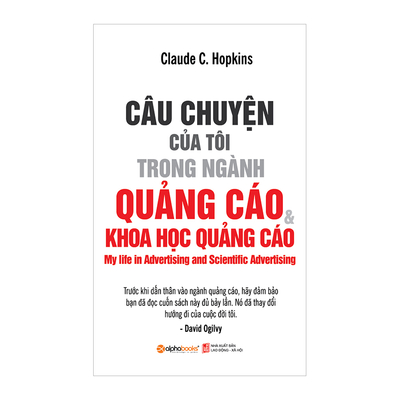 Claude C. Hopkins
CÂU CHUYỆN
CỦA TÔI
TRONG NGÀNH
QUẢNG CÁO &
KHOA HỌC QUẢNG CÁO
My life in Advertising and Scientific Advertising
Trước khi dấn thân vào ngành quảng cáo, hãy đảm bảo
bạn đã đọc cuốn sách này đủ bảy lần. Nó đã thay đổi
hướng đi của cuộc đời tôi.
- David Ogilvy
alphabooks
NHÀ XUẤT BẢN
LAO ĐỘNG - XÃ HỘI